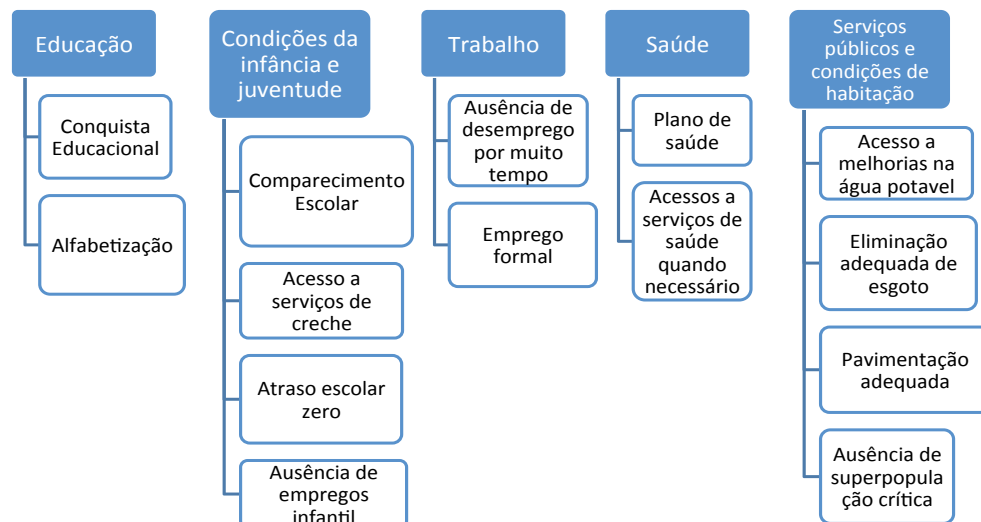 Educação
Conquista
Educacional
Alfabetização
Condições da
infância e
juventude
Comparecimento
Escolar
Acesso a
serviços de
creche
Atraso escolar
zero
Ausência de
empregos
infantil
Trabalho
Ausência de
desemprego
por muito
tempo
Emprego
formal
Saúde
Plano de
saúde
Acessos a
serviços de
saúde
quando
necessário
Serviços
públicos e
condições de
habitação
Acesso a
melhorias na
água potavel
Eliminação
adequada de
esgoto
Pavimentação
adequada
Ausência de
superpopula
ção crítica